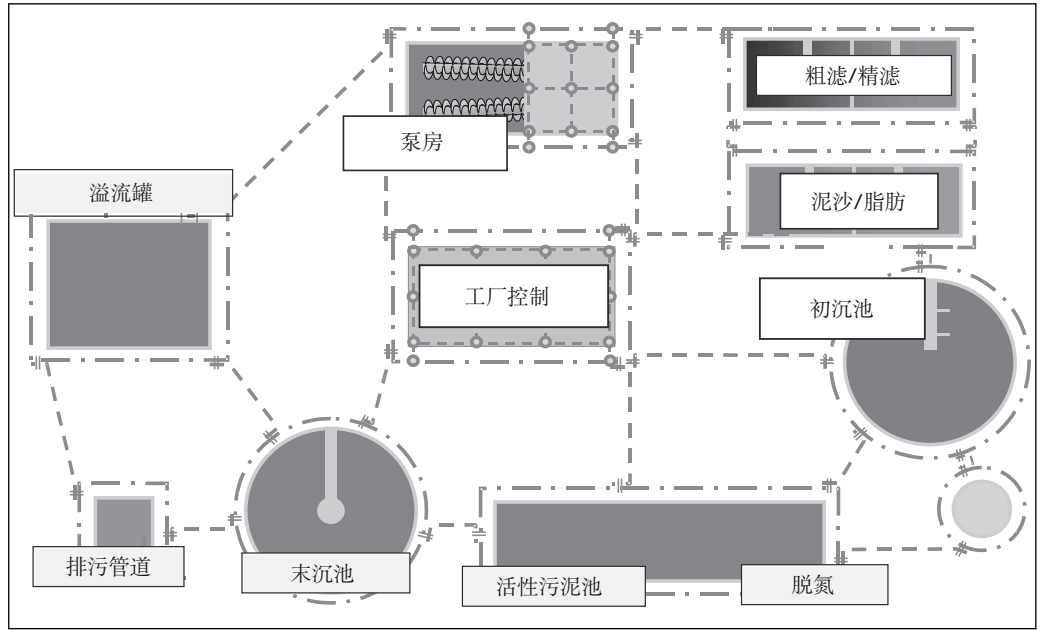 粗滤/精滤
泵房
溢流罐
泥沙/脂肪
工厂控制
初沉池
排污管道
末沉池
活性污泥池
脱氮